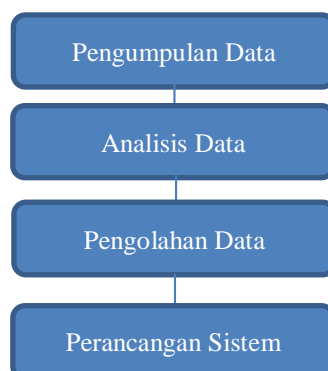 Pengumpulan Data
Analisis Data
Pengolahan Data
Perancangan Sistem